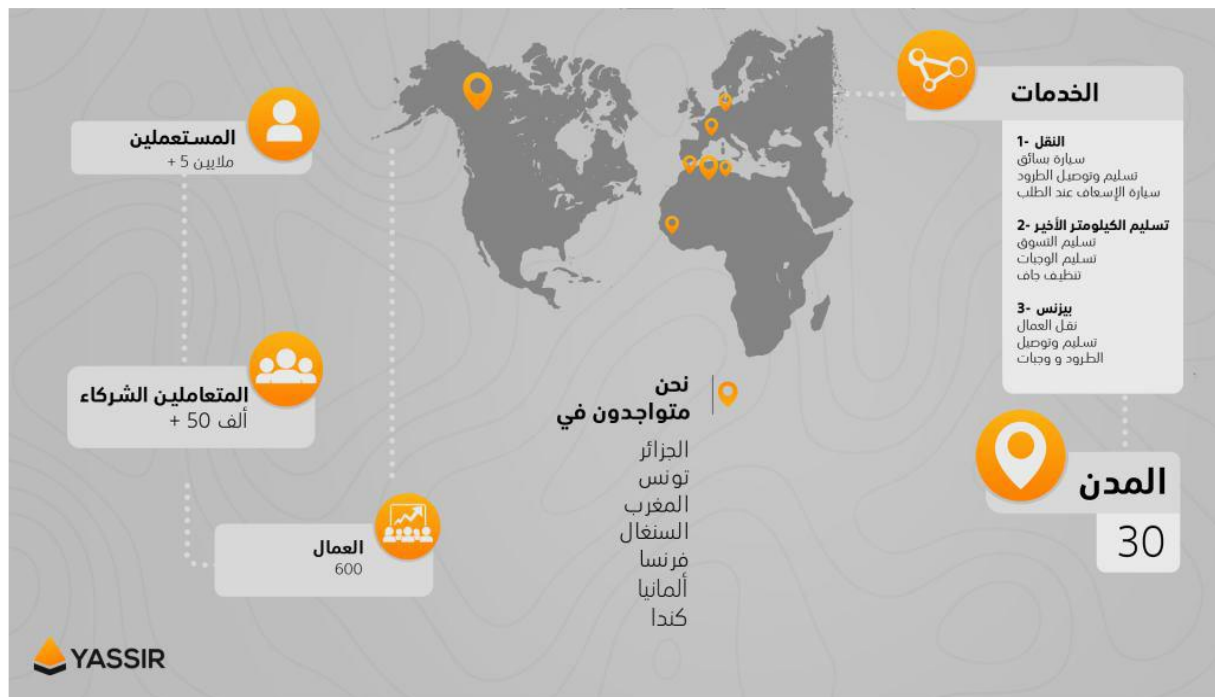 الخدمات
النقل -1
سيارة بسائق
تسليم وتوصيل الطرود
سيارة الإسعاف عند الطلب
تسليم الكيلومتر الأخير -2
تسليم التسوق
تسليم الوجبات
تنظيف جاف
بيزنس -3
نقل العمال
تسليم وتوصيل
الطرود و وجبات
المدن
30
نحن
متواجدون في
الجزائر
تونس
المغرب
السنغال
فرنسا
ألمانيا
كندا
المستعملين
ملايين 5 +
المتعاملين الشركاء
ألف 50 +
العمال
600
YASSIR